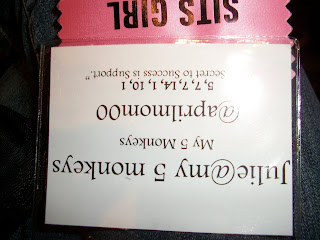 SITS GIRL
Julie@my 5 monkeys
My 5 Monkeys
@aprilmom00
5, 7, 7, 14, 1, 10, 1
Secret to Success is Support."